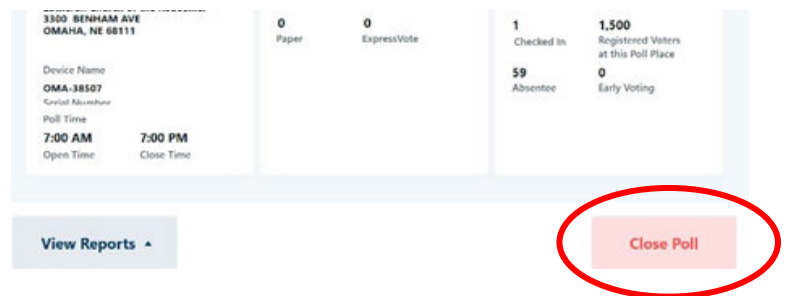 3300 BENHAM AVE
OMAHA, NE 68111
Device Name
OMA-38507
Serial Number
Poll Time
7:00 AM 7:00 PM
Open Time Close Time
0 0
Paper ExpressVote
1 1,500
Checked In Registered Voters
at this Poll Place
59 0
Absentee Early Voting
View Reports
Close Poll